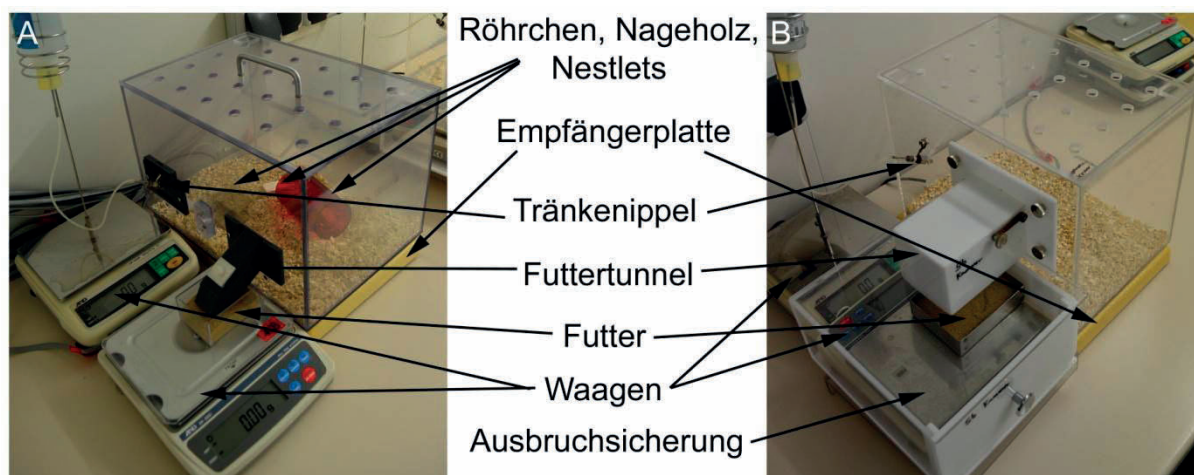 A
Röhrchen, Nageholz,
Nestlets
B
Empfängerplatte
Tränkenippel
Futtertunnel
Futter
Waagen
Ausbruchsicherung
0.00 g